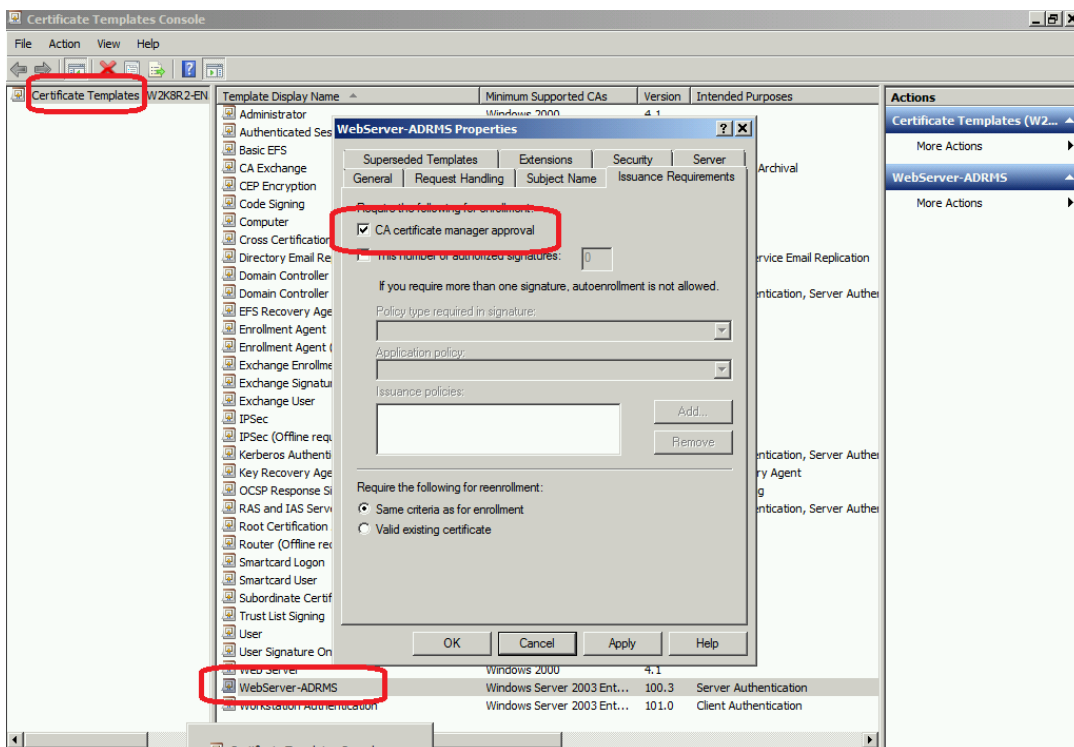 Certificate Templates Console
File Action View Help
Certificate Templates W2K8R2-EN
Template Display Name Minimum Supported CAs Version Intended Purposes
Administrator Windows 2000 4.1
Authenticated Ses
Basic EFS
CA Exchange Archival
CEP Encryption
Code Signing
Computer
Cross Certification
Directory Email Re ervice Email Replication
Domain Controller
Domain Controller entication, Server Auther
EFS Recovery Age
Enrollment Agent
Enrollment Agent (
Exchange Enrollme
Exchange Signatu
Exchange User
IPSec
IPSec (Offline requ
Kerberos Authenti entication, Server Auther
Key Recovery Age ry Agent
OCSP Response Si g
RAS and IAS Serv entication, Server Auther
Root Certification
Router (Offline rec
Smartcard Logon
Smartcard User
Subordinate Certif
Trust List Signing
User
User Signature On
Web Server Windows 2000 4.1
WebServer-ADRMS Windows Server 2003 Ent... 100.3 Server Authentication
Workstation Authentication Windows Server 2003 Ent... 101.0 Client Authentication
WebServer-ADRMS Properties
Superseded Templates Extensions Security Server
General Request Handling Subject Name Issuance Requirements
Require the following for enrollment:
CA certificate manager approval
This number of authorized signatures: 0
If you require more than one signature, autoenrollment is not allowed.
Policy type required in signature:
Application policy:
Issuance policies:
Add...
Remove
Require the following for reenrollment:
Same criteria as for enrollment
Valid existing certificate
OK Cancel Apply Help
Actions
Certificate Templates (W2...
More Actions
WebServer-ADRMS
More Actions